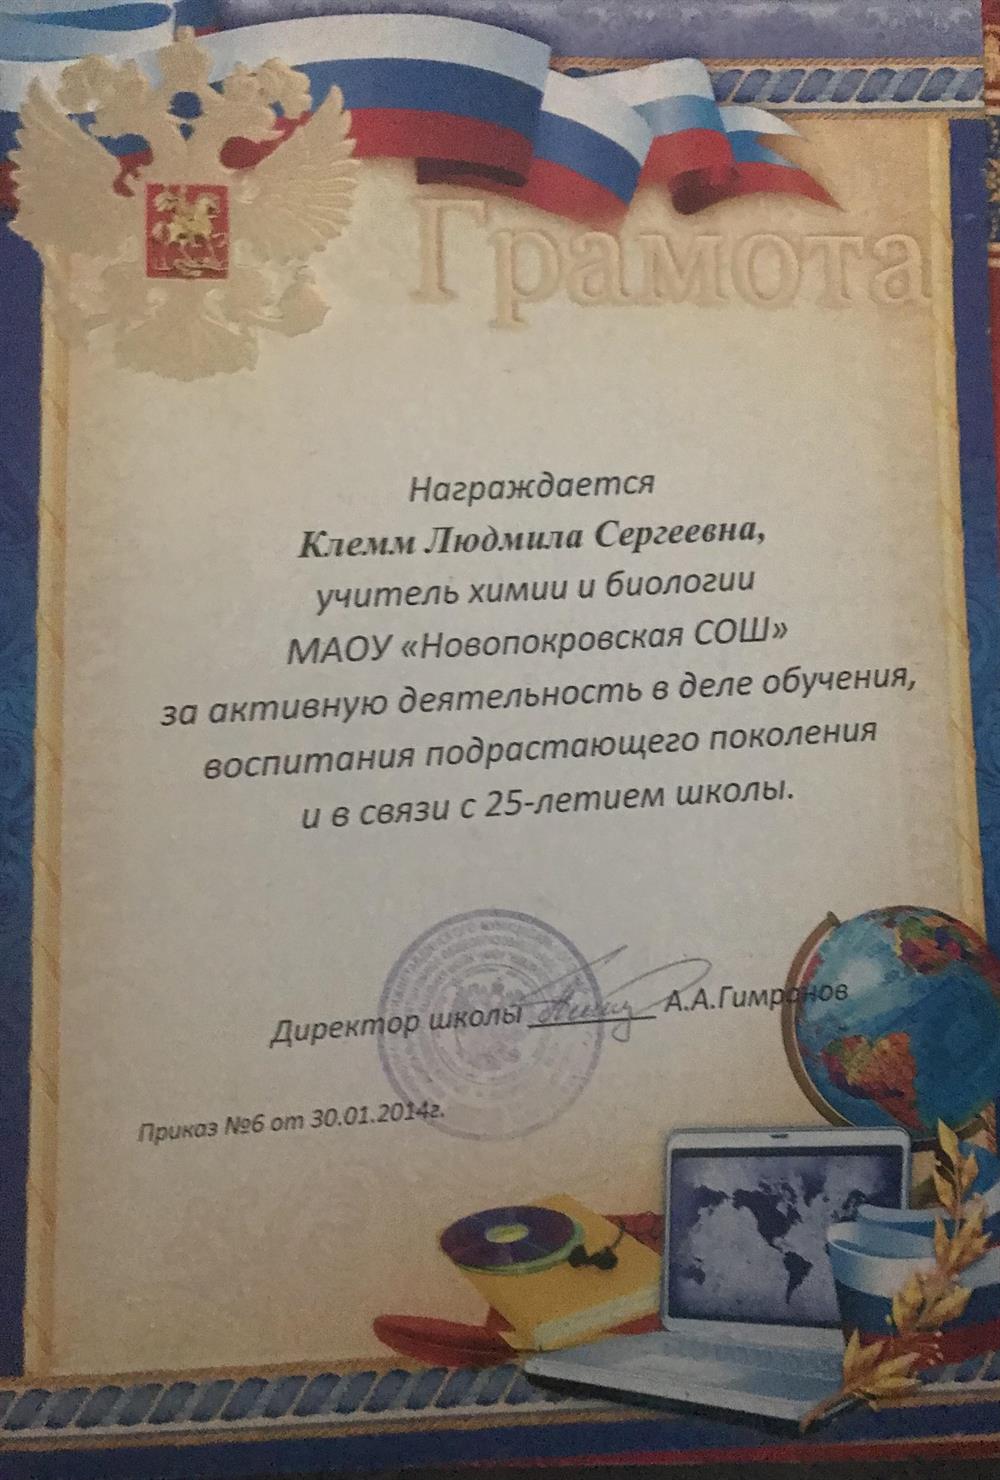 Грамота
Награждается
Клемм Людмила Сергеевна,
учитель химии и биологии
МАОУ «Новопокровская СОШ»
за активную деятельность в деле обучения,
воспитания подрастающего поколения
и в связи с 25-летием школы.
Директор школы А.А.Гимранов
Приказ №6 от 30.01.2014г.